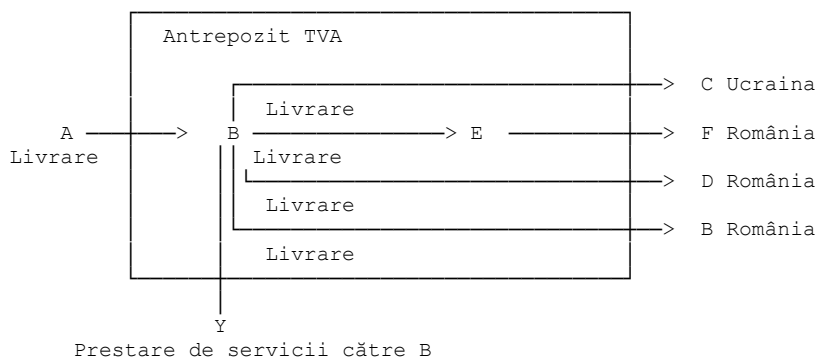 Antrepozit TVA
C Ucraina
Livrare
A B E F România
Livrare Livrare
D România
Livrare
B România
Livrare
Y
Prestare de servicii către B